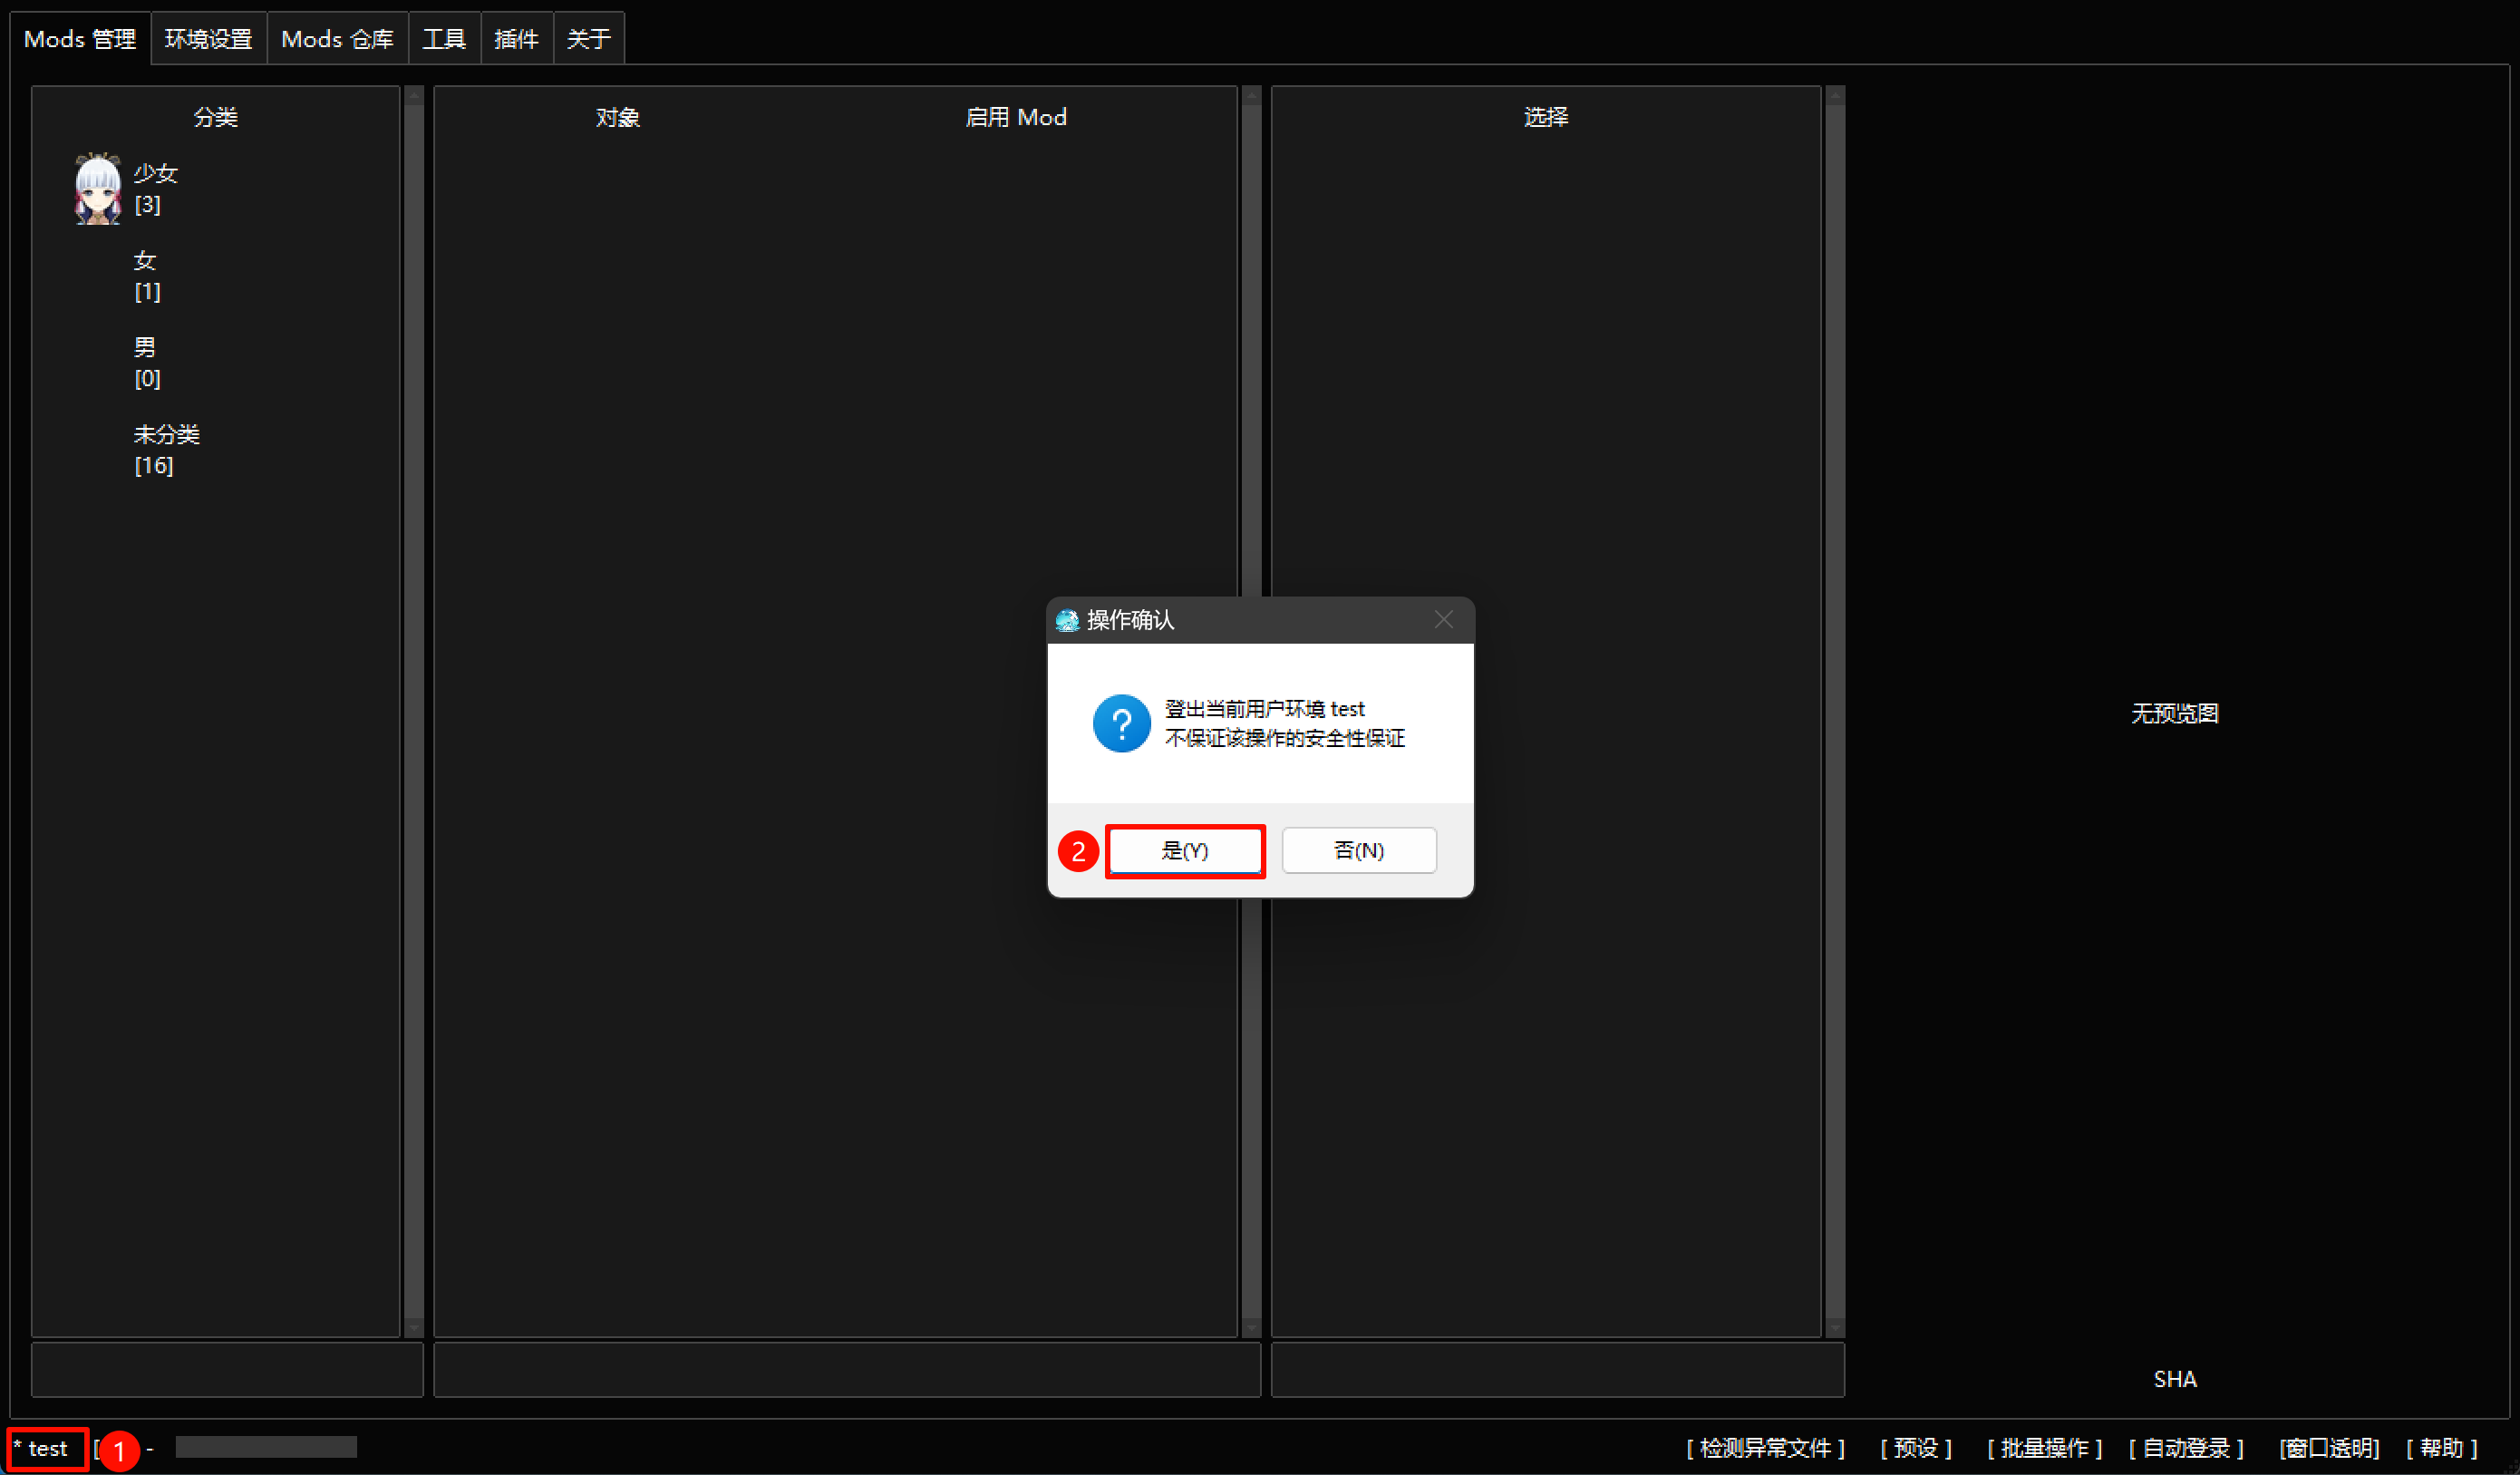 Mods 管理 环境设置 Mods 仓库 工具 插件 关于
分类 对象 启用 Mod 选择
少女
[3]
女
[1]
男
[0]
未分类
[16]
操作确认
登出当前用户环境 test
不保证该操作的安全性保证
2 是(Y) 否(N)
无预览图
SHA
* test [ 1 - [ 检测异常文件 ] [ 预设 ] [ 批量操作 ] [ 自动登录 ] [窗口透明] [ 帮助 ]